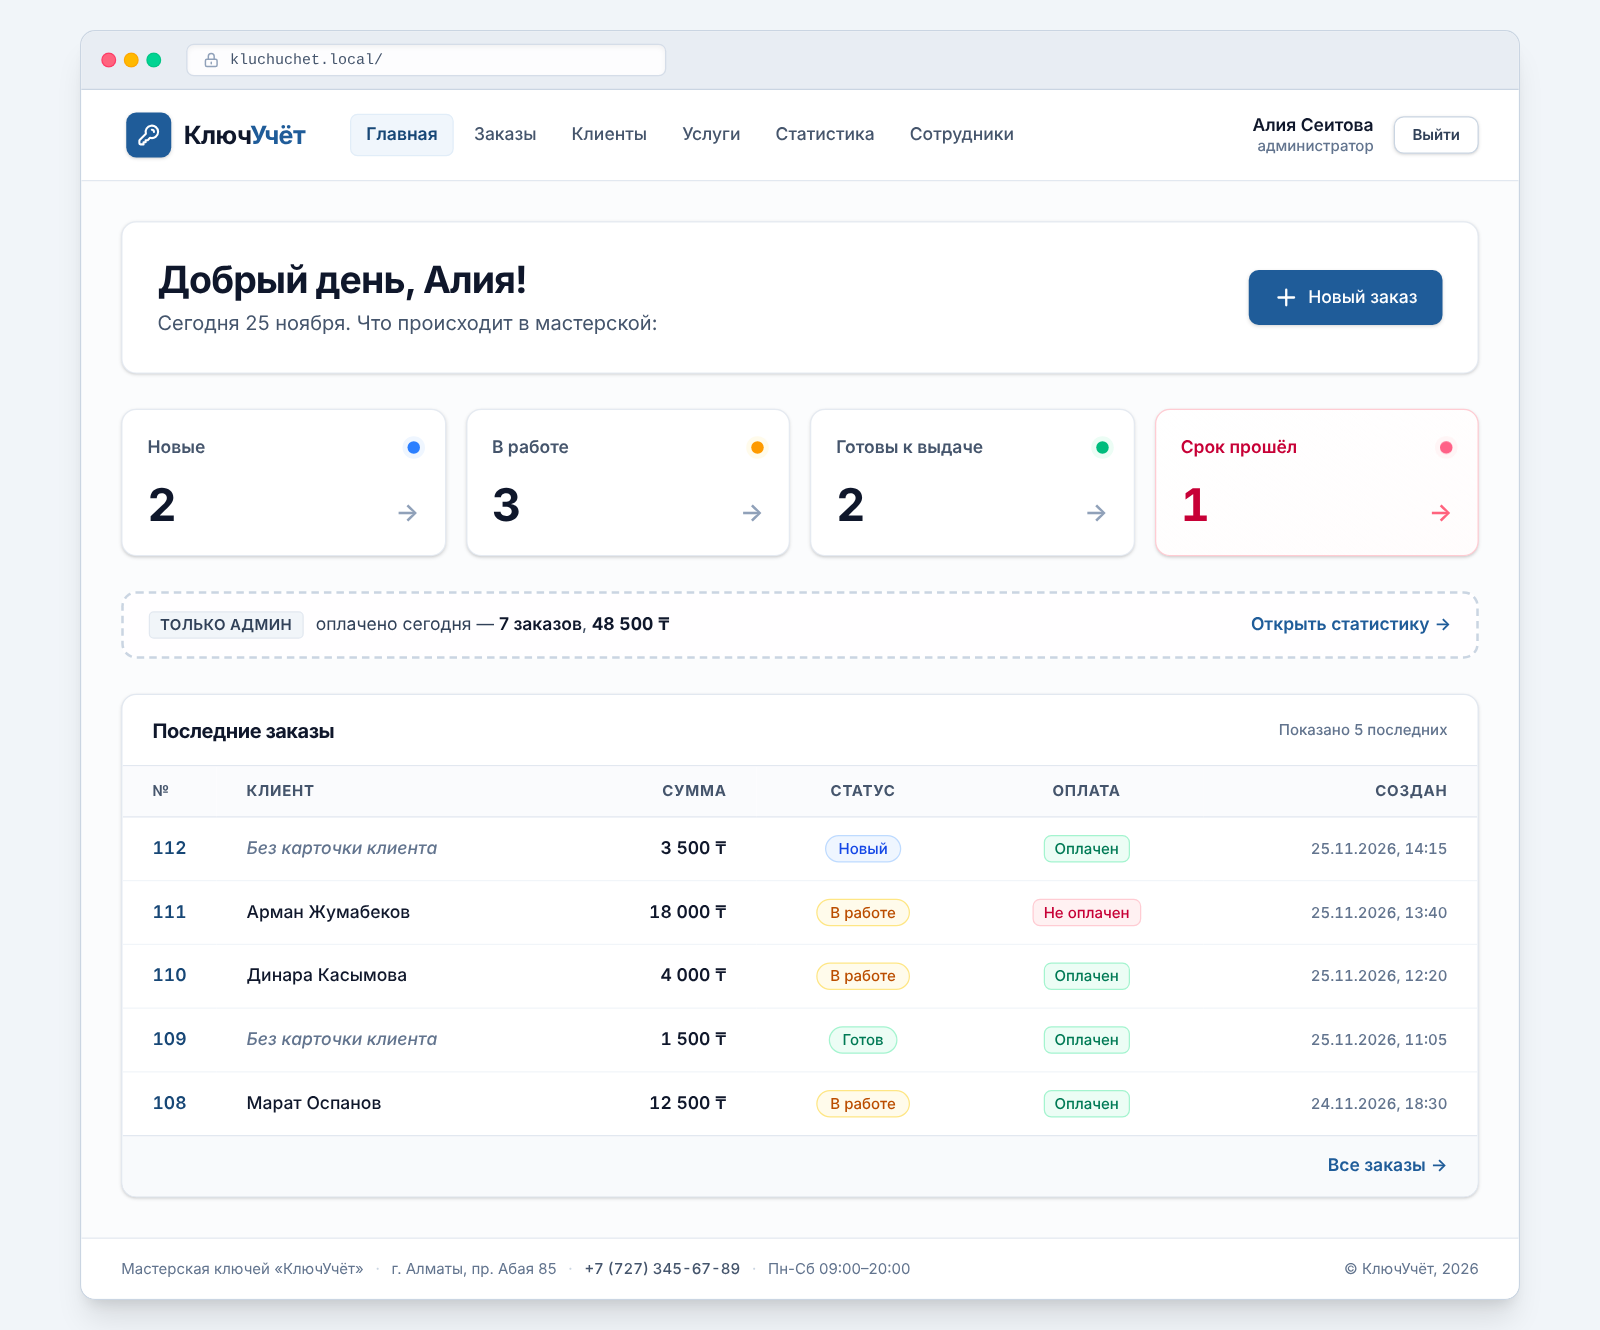 kluchuchet.local/
КлючУчёт Главная Заказы Клиенты Услуги Статистика Сотрудники Алия Сеитова Выйти
администратор
Добрый день, Алия!
Сегодня 25 ноября. Что происходит в мастерской:
Новый заказ
Новые В работе Готовы к выдаче Срок прошёл
2 → 3 → 2 → 1 →
ТОЛЬКО АДМИН оплачено сегодня — 7 заказов, 48 500 ₸ Открыть статистику →
Последние заказы Показано 5 последних
№ КЛИЕНТ СУММА СТАТУС ОПЛАТА СОЗДАН
112 Без карточки клиента 3 500 ₸ Новый Оплачен 25.11.2026, 14:15
111 Арман Жумабеков 18 000 ₸ В работе Не оплачен 25.11.2026, 13:40
110 Динара Касымова 4 000 ₸ В работе Оплачен 25.11.2026, 12:20
109 Без карточки клиента 1 500 ₸ Готов Оплачен 25.11.2026, 11:05
108 Марат Оспанов 12 500 ₸ В работе Оплачен 24.11.2026, 18:30
Все заказы →
Мастерская ключей «КлючУчёт» · г. Алматы, пр. Абая 85 · +7 (727) 345-67-89 · Пн-Сб 09:00–20:00 © КлючУчёт, 2026